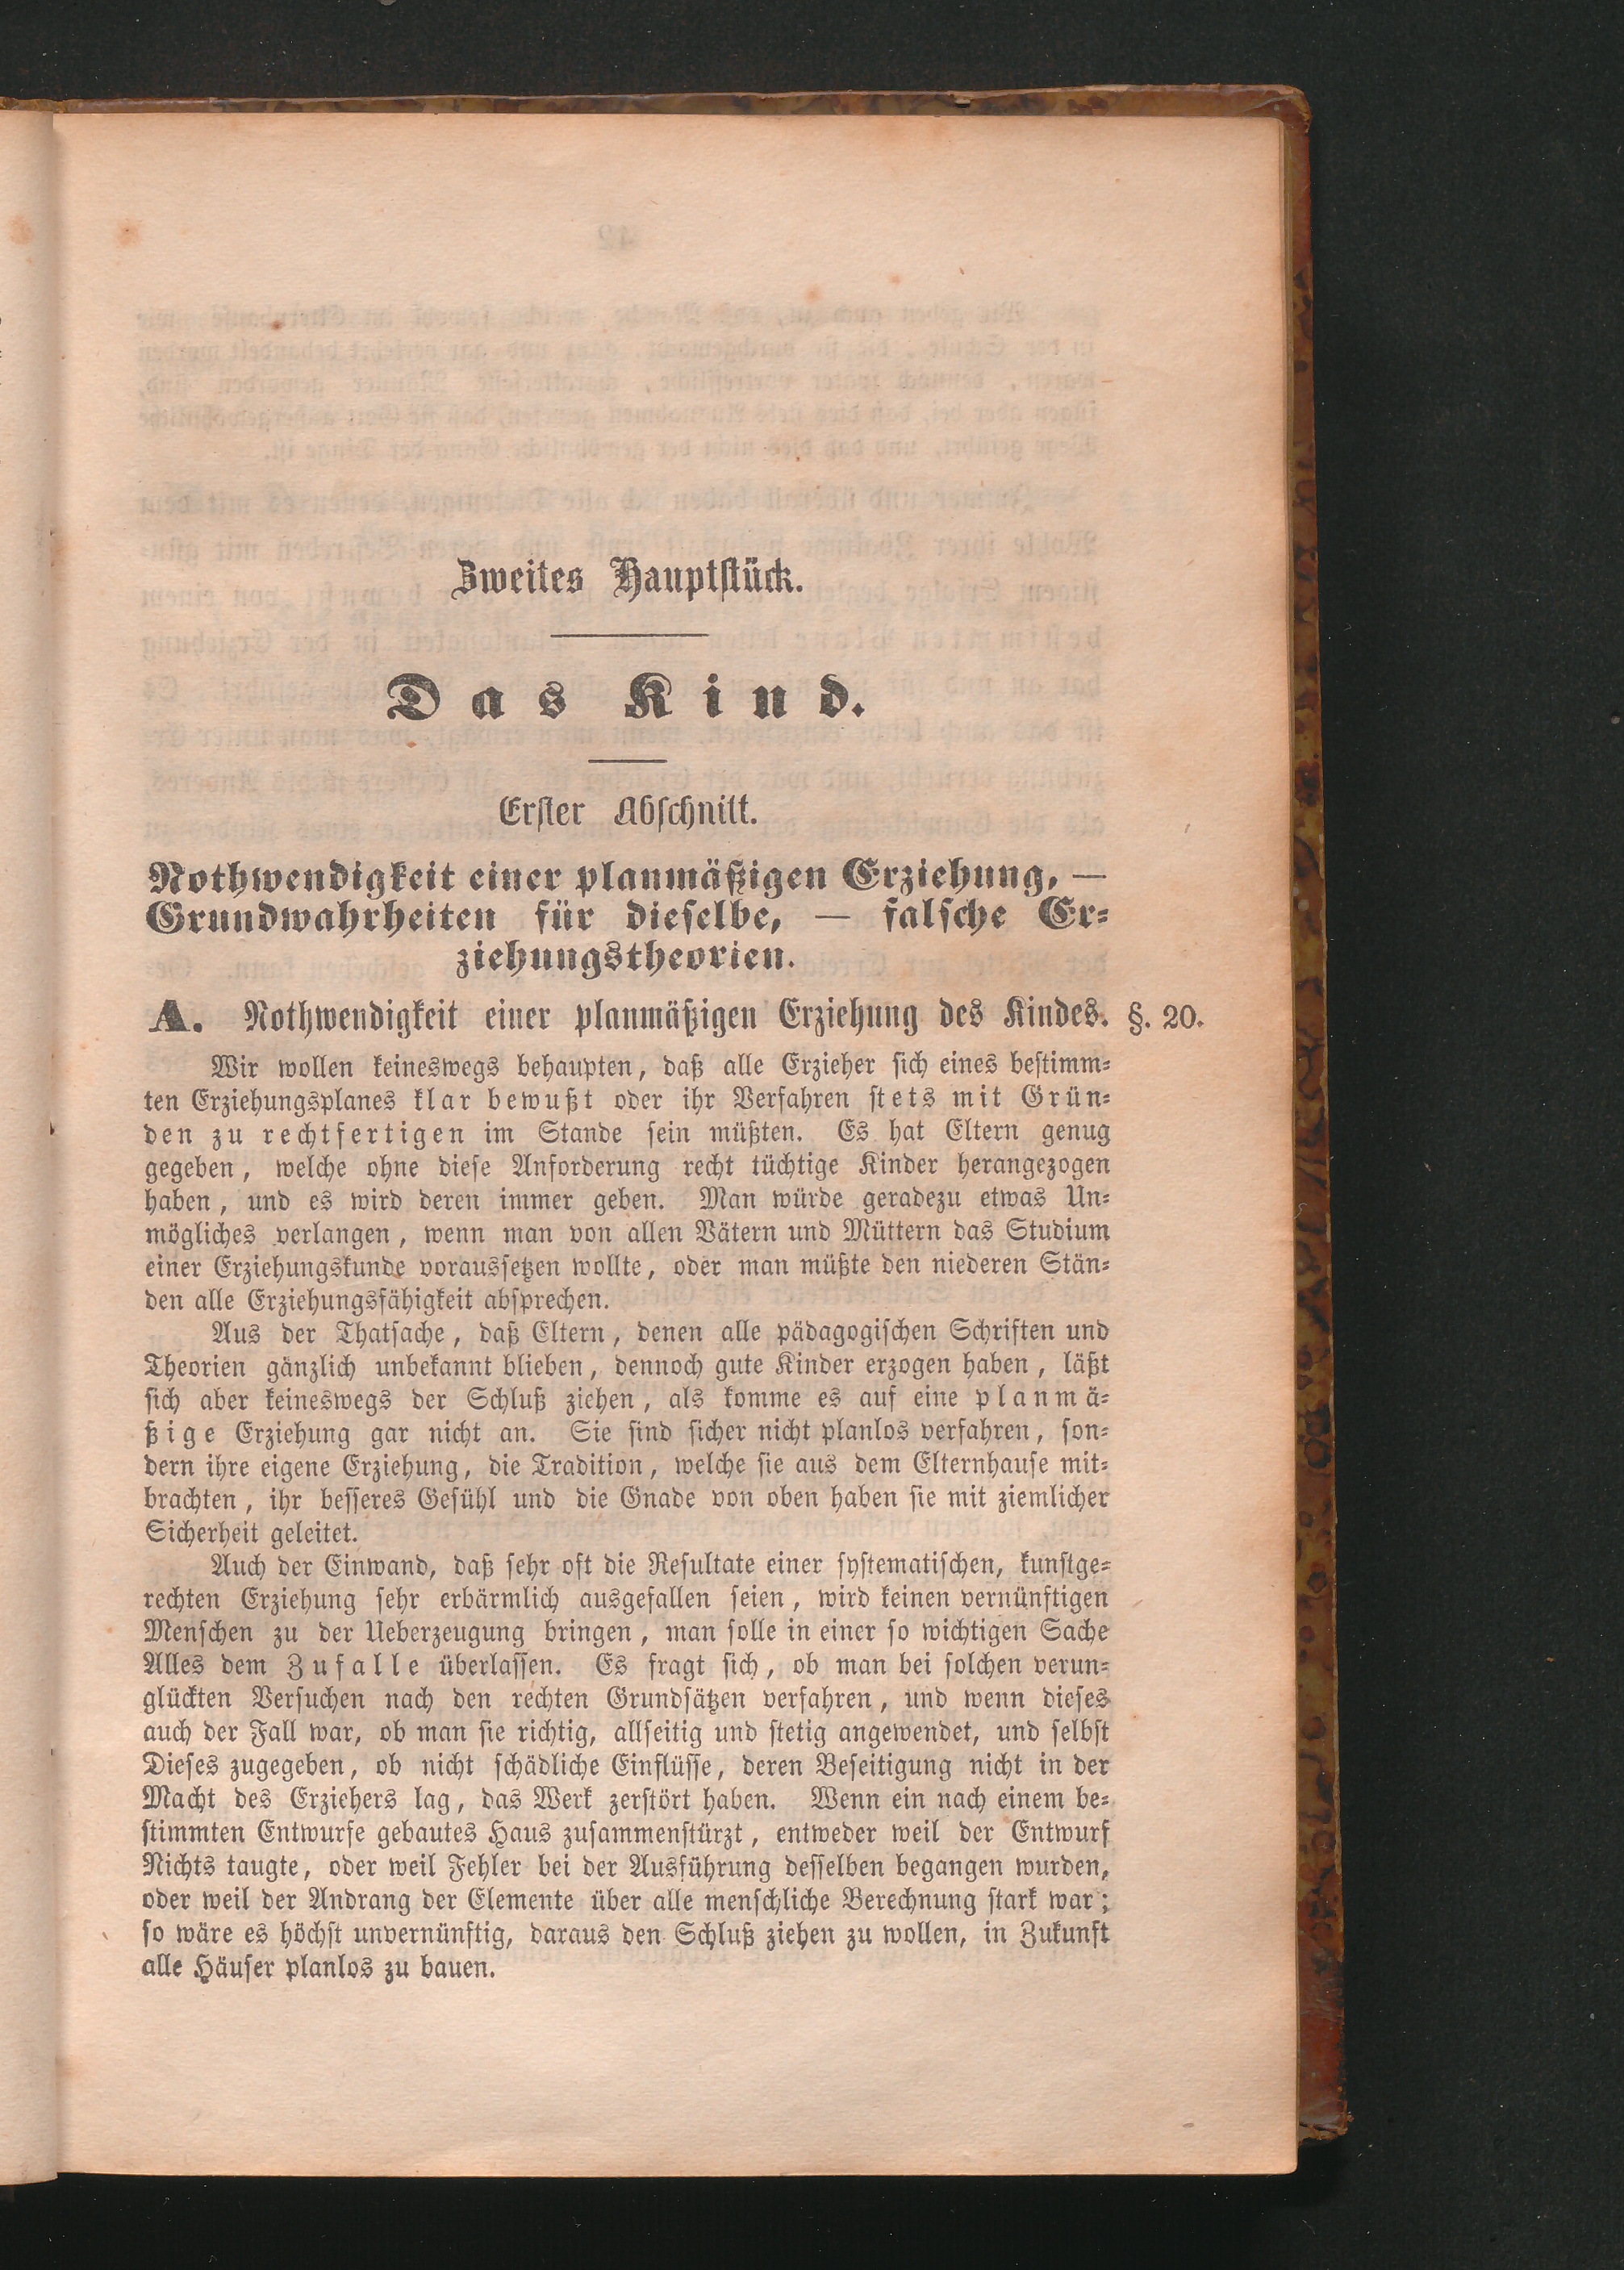 Zweites Hauptstück.
Das Kind.
Erster Abschnitt.
Nothwendigkeit einer planmäßigen Erziehung, —
Grundwahrheiten für dieselbe, — falsche Er-
ziehungstheorien.
A. Nothwendigkeit einer planmäßigen Erziehung des Kindes. §. 20.
Wir wollen keineswegs behaupten, daß alle Erzieher sich eines bestimm-
ten Erziehungsplanes klar bewußt oder ihr Verfahren stets mit Grün-
den zu rechtfertigen im Stande sein müßten. Es hat Eltern genug
gegeben, welche ohne diese Anforderung recht tüchtige Kinder herangezogen
haben, und es wird deren immer geben. Man würde geradezu etwas Un-
mögliches verlangen, wenn man von allen Vätern und Müttern das Studium
einer Erziehungskunde voraussetzen wollte, oder man müßte den niederen Stän-
den alle Erziehungsfähigkeit absprechen.
Aus der Thatsache, daß Eltern, denen alle pädagogischen Schriften und
Theorien gänzlich unbekannt blieben, dennoch gute Kinder erzogen haben, läßt
sich aber keineswegs der Schluß ziehen, als komme es auf eine planmä-
ßige Erziehung gar nicht an. Sie sind sicher nicht planlos verfahren, son-
dern ihre eigene Erziehung, die Tradition, welche sie aus dem Elternhause mit-
brachten, ihr besseres Gefühl und die Gnade von oben haben sie mit ziemlicher
Sicherheit geleitet.
Auch der Einwand, daß sehr oft die Resultate einer systematischen, kunstge-
rechten Erziehung sehr erbärmlich ausgefallen seien, wird keinen vernünftigen
Menschen zu der Ueberzeugung bringen, man solle in einer so wichtigen Sache
Alles dem Zufalle überlassen. Es fragt sich, ob man bei solchen verun-
glückten Versuchen nach den rechten Grundsätzen verfahren, und wenn dieses
auch der Fall war, ob man sie richtig, allseitig und stetig angewendet, und selbst
Dieses zugegeben, ob nicht schädliche Einflüsse, deren Beseitigung nicht in der
Macht des Erziehers lag, das Werk zerstört haben. Wenn ein nach einem be-
stimmten Entwurfe gebautes Haus zusammenstürzt, entweder weil der Entwurf
Nichts taugte, oder weil Fehler bei der Ausführung desselben begangen wurden,
oder weil der Andrang der Elemente über alle menschliche Berechnung stark war;
so wäre es höchst unvernünftig, daraus den Schluß ziehen zu wollen, in Zukunft
alle Häuser planlos zu bauen.